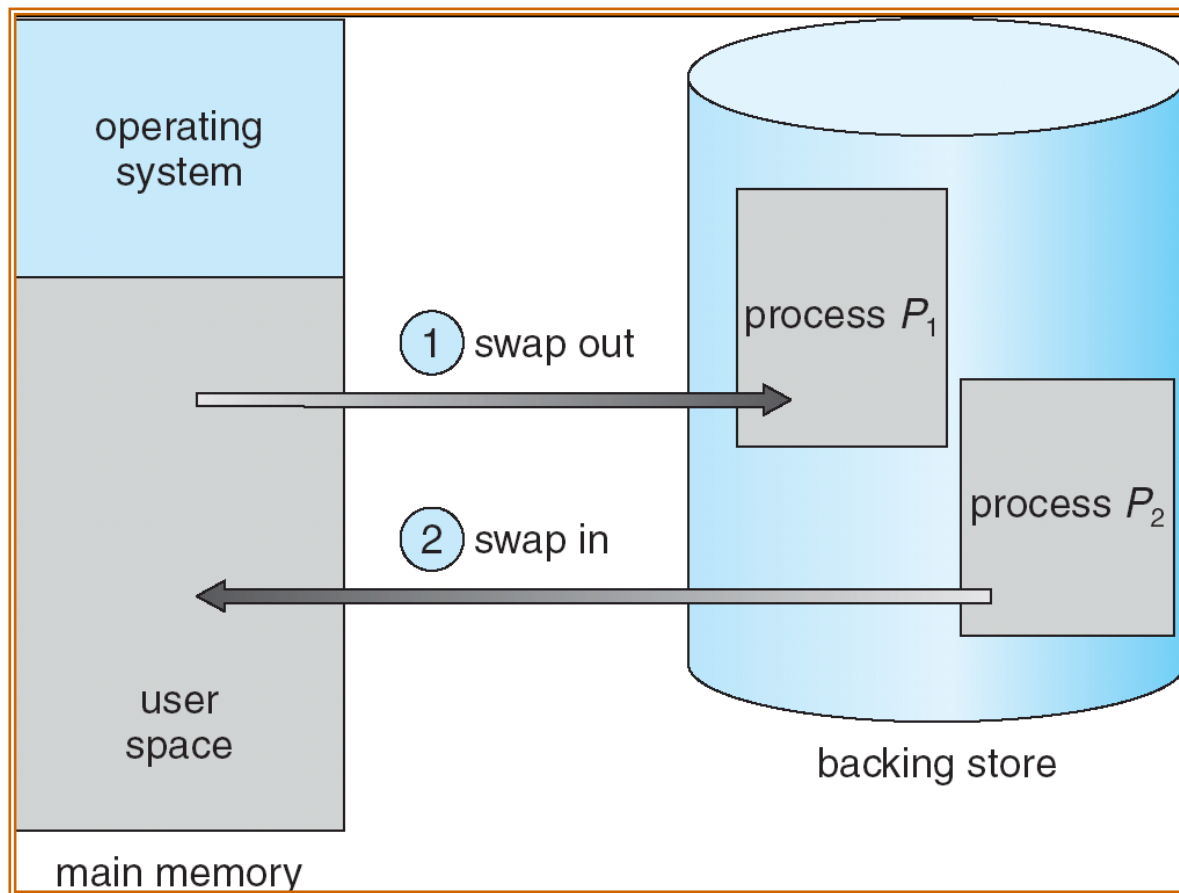 operating
system
process P1
1 swap out
process P2
2 swap in
user
space
backing store
main memory